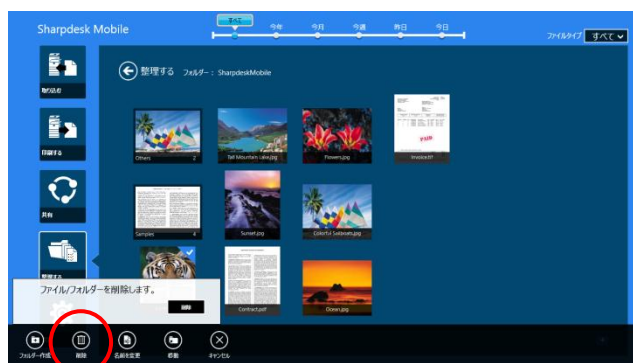 Sharpdesk Mobile
すべて 今年 今月 今週 昨日 今日
ファイルタイプ すべて
整理する フォルダー : SharpdeskMobile
取り込む
印刷する
共有
整理する
Others 2
Tall Mountain Lake.jpg
Flowers.jpg
Invoice.tif
Samples 4
Sunset.jpg
Colorful Sailboats.jpg
Contract.pdf
Ocean.jpg
ファイル/フォルダーを削除します。
削除
フォルダー作成 削除 名前を変更 移動 キャンセル